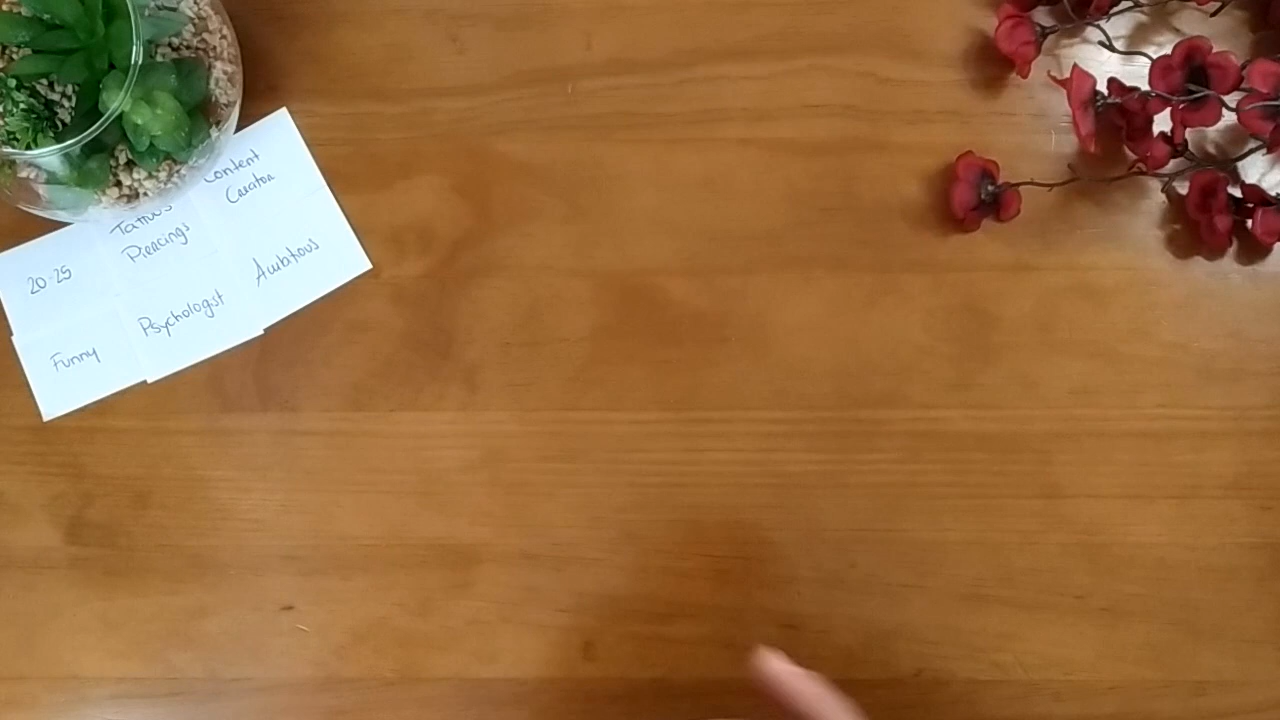 20-25
Tattoos
Piercings
Content
Creator
Funny
Psychologist
Ambitious